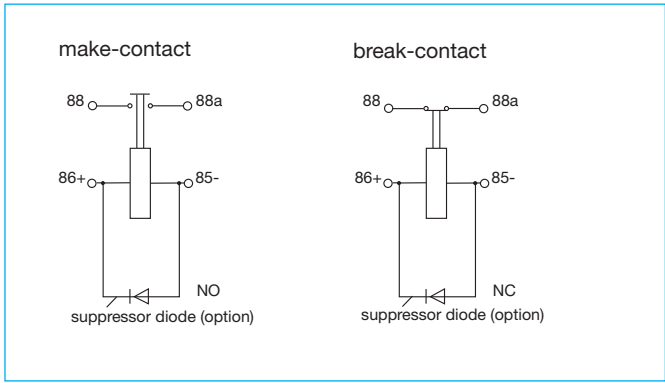 make-contact
88
88a
86+
85-
NO
suppressor diode (option)
break-contact
88
88a
86+
85-
NC
suppressor diode (option)